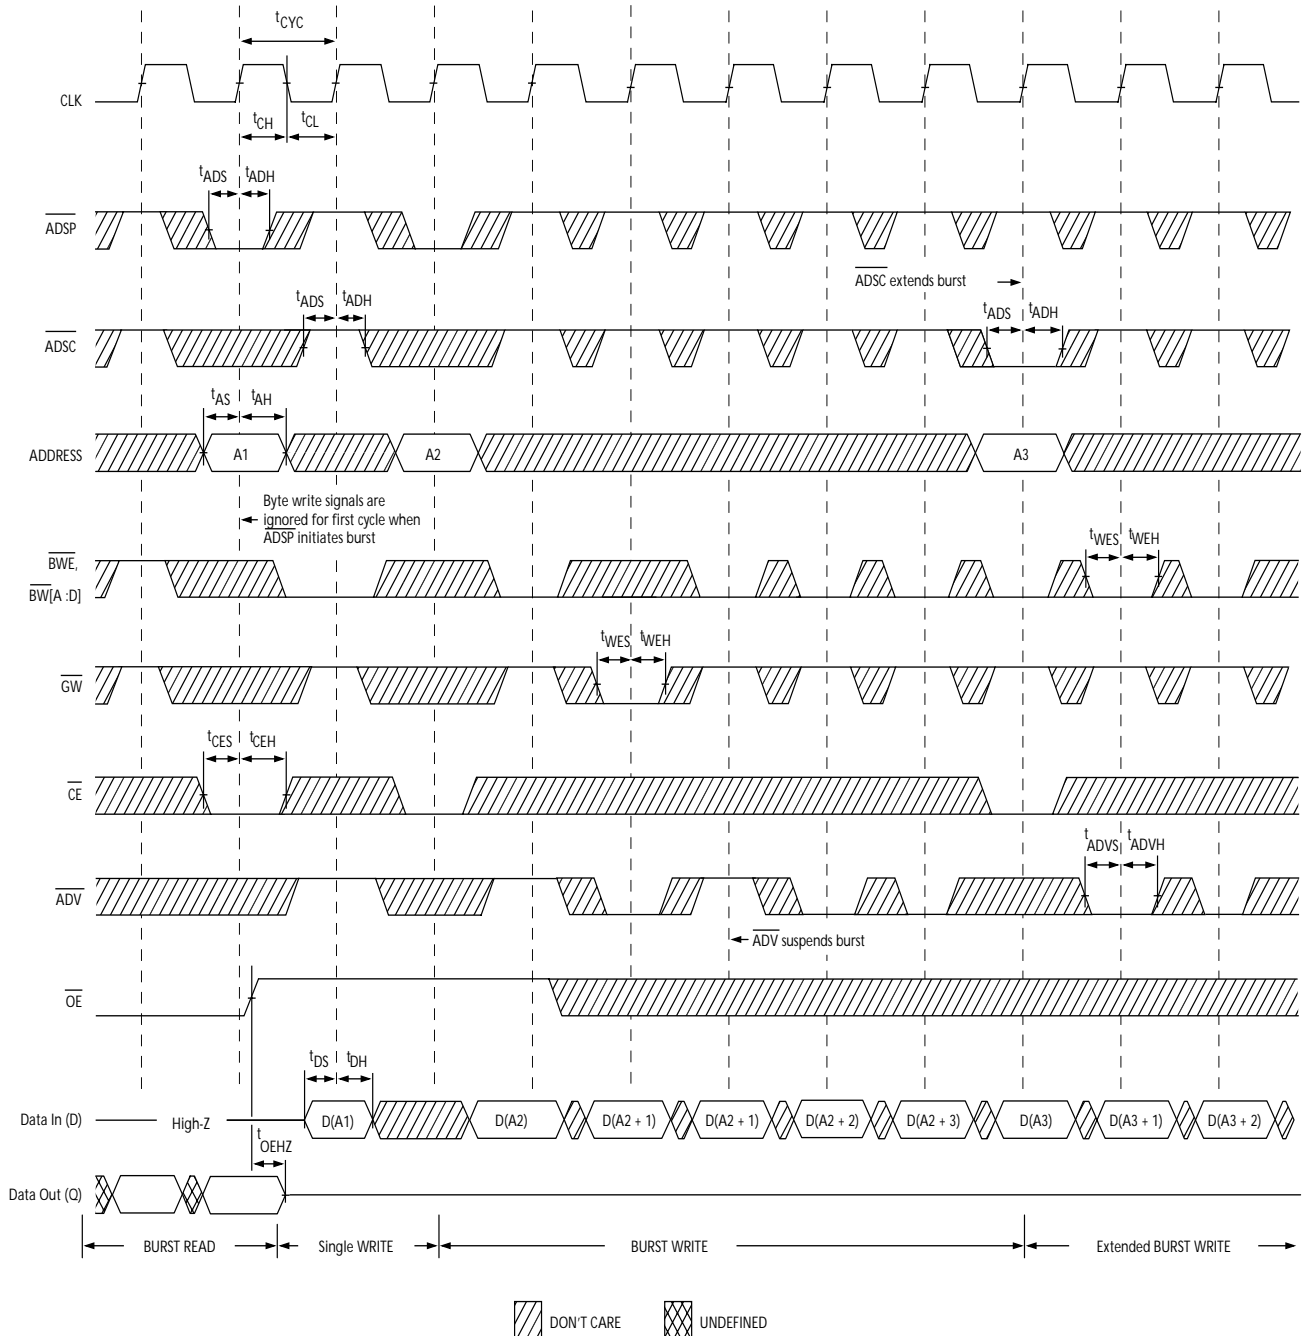 tCYC
CLK
tCH tCL
tADS tADH
ADSP
ADSC extends burst
tADS tADH
tADS tADH
ADSC
tAS tAH
ADDRESS
A1 A2 A3
Byte write signals are
ignored for first cycle when
ADSP initiates burst
tWES tWEH
BWE,
BW[A :D]
tWES tWEH
GW
tCES tCEH
CE
tADVS tADVH
ADV
ADV suspends burst
OE
tDS tDH
Data In (D)
High-Z
D(A1) D(A2) D(A2 + 1) D(A2 + 1) D(A2 + 2) D(A2 + 3) D(A3) D(A3 + 1) D(A3 + 2)
tOEHZ
Data Out (Q)
BURST READ Single WRITE BURST WRITE Extended BURST WRITE
DON'T CARE UNDEFINED